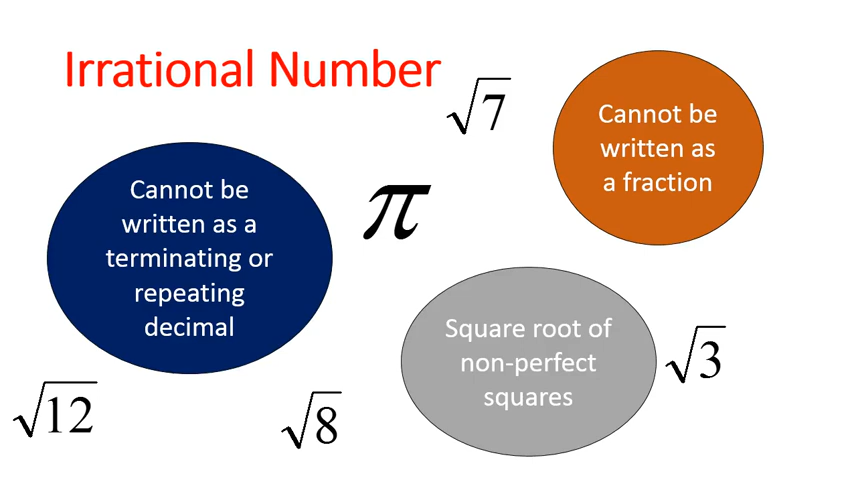 Irrational Number
√7
Cannot be
written as
a fraction
Cannot be
written as a
terminating or
repeating
decimal
π
Square root of
non-perfect
squares
√3
√12
√8